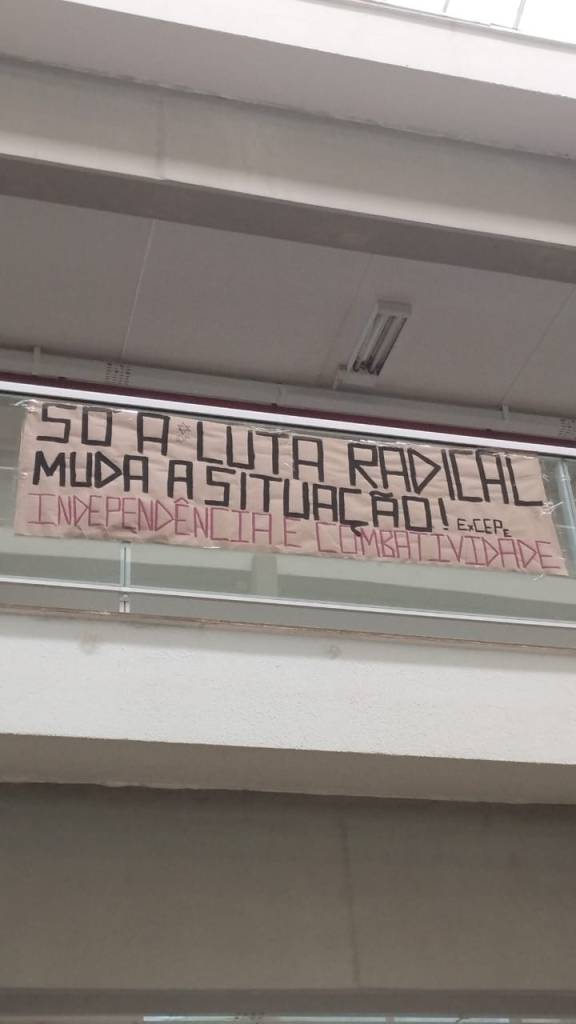 SÓ A LUTA RADICAL
MUDA A SITUAÇÃO! ExCEPe
INDEPENDÊNCIA E COMBATIVIDADE